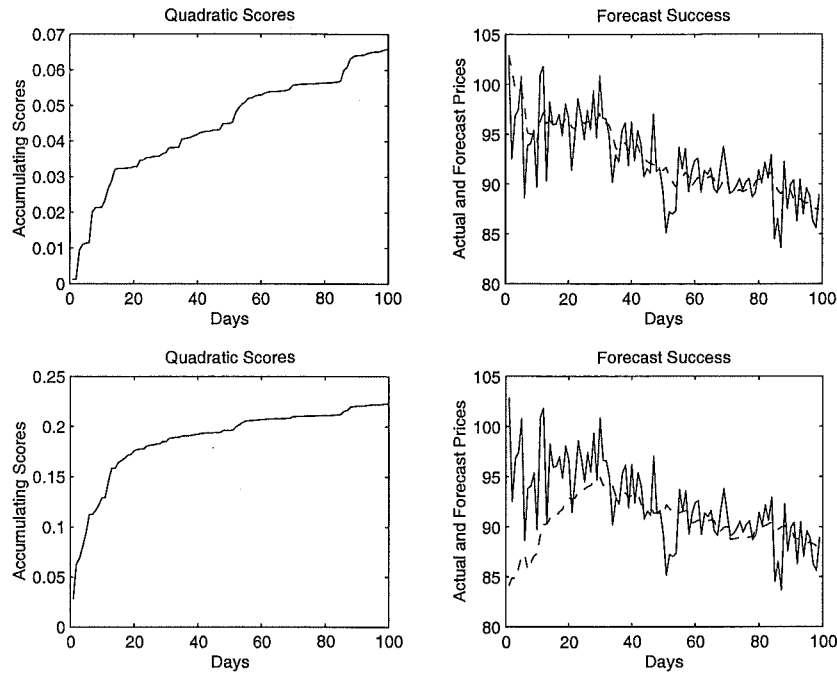 Quadratic Scores
0.07
0.06
0.05
0.04
0.03
0.02
0.01
0
Accumulating Scores
0 20 40 60 80 100
Days
Forecast Success
105
100
95
90
85
80
Actual and Forecast Prices
0 20 40 60 80 100
Days
Quadratic Scores
0.25
0.2
0.15
0.1
0.05
0
Accumulating Scores
0 20 40 60 80 100
Days
Forecast Success
105
100
95
90
85
80
Actual and Forecast Prices
0 20 40 60 80 100
Days